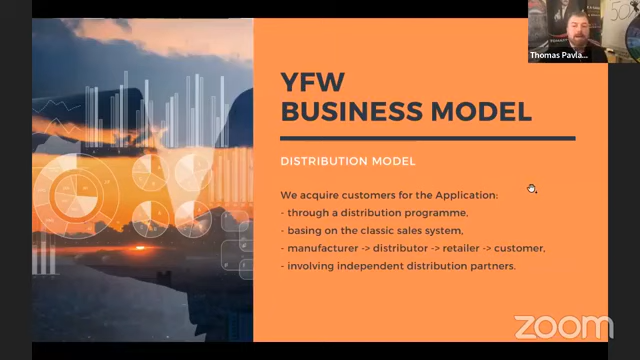 YFW
BUSINESS MODEL
DISTRIBUTION MODEL
We acquire customers for the Application:
- through a distribution programme,
- basing on the classic sales system,
- manufacturer -> distributor -> retailer -> customer,
- involving independent distribution partners.
Thomas Pavla...
zoom